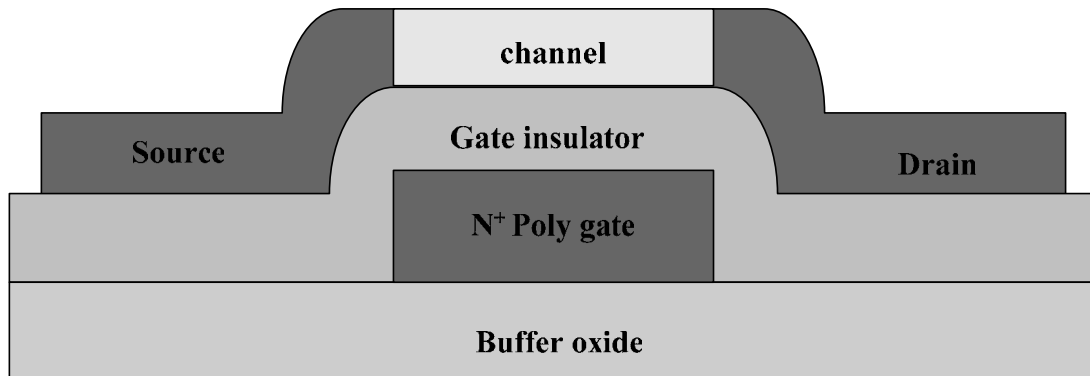 channel
Gate insulator
Source
Drain
N⁺ Poly gate
Buffer oxide